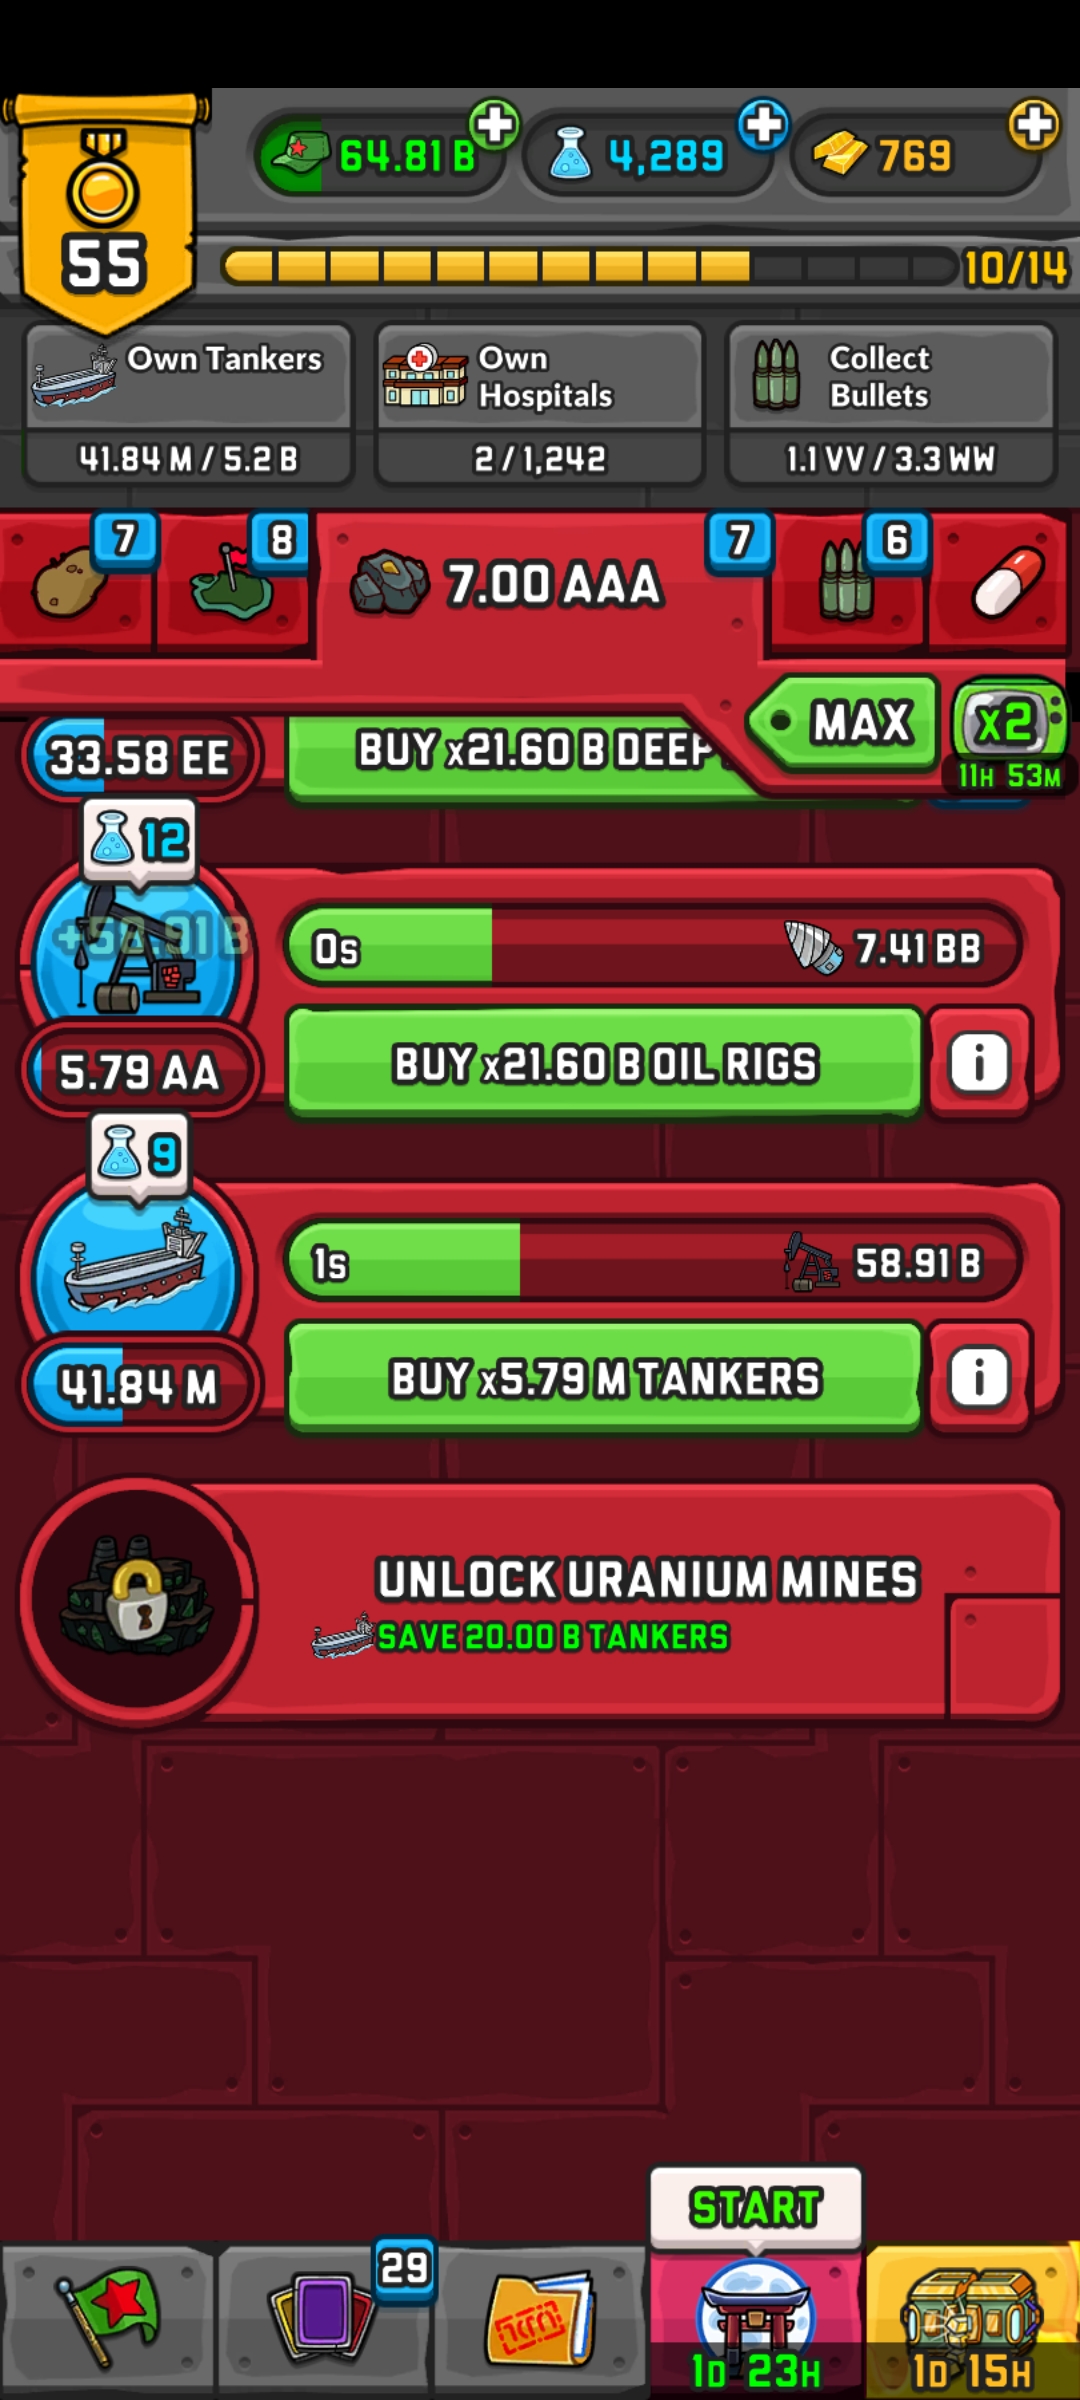 64.81 B
4,289
769
55
10/14
Own Tankers
41.84 M / 5.2 B
Own
Hospitals
2 / 1,242
Collect
Bullets
1.1 VV / 3.3 WW
7
8
7.00 AAA
7
6
MAX
x2
11H 53M
33.58 EE
BUY x21.60 B DEEP
12
+58.91 B
0s
7.41 BB
5.79 AA
BUY x21.60 B OIL RIGS
i
9
1s
58.91 B
41.84 M
BUY x5.79 M TANKERS
i
UNLOCK URANIUM MINES
SAVE 20.00 B TANKERS
START
29
1D 23H
1D 15H